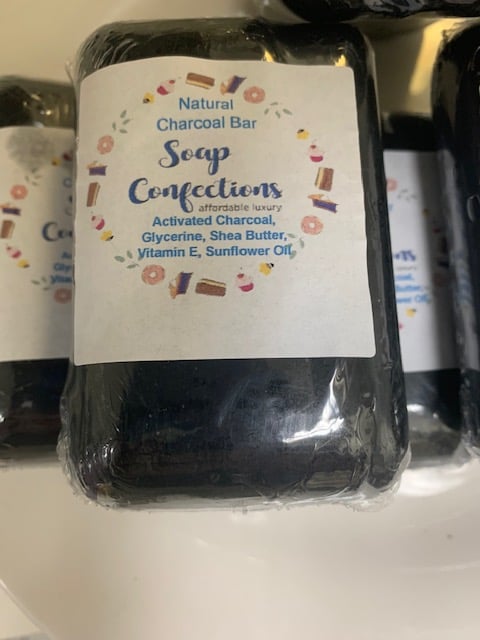 Natural
Charcoal Bar
Soap
Confections
affordable luxury
Activated Charcoal,
Glycerine, Shea Butter,
Vitamin E, Sunflower Oil,